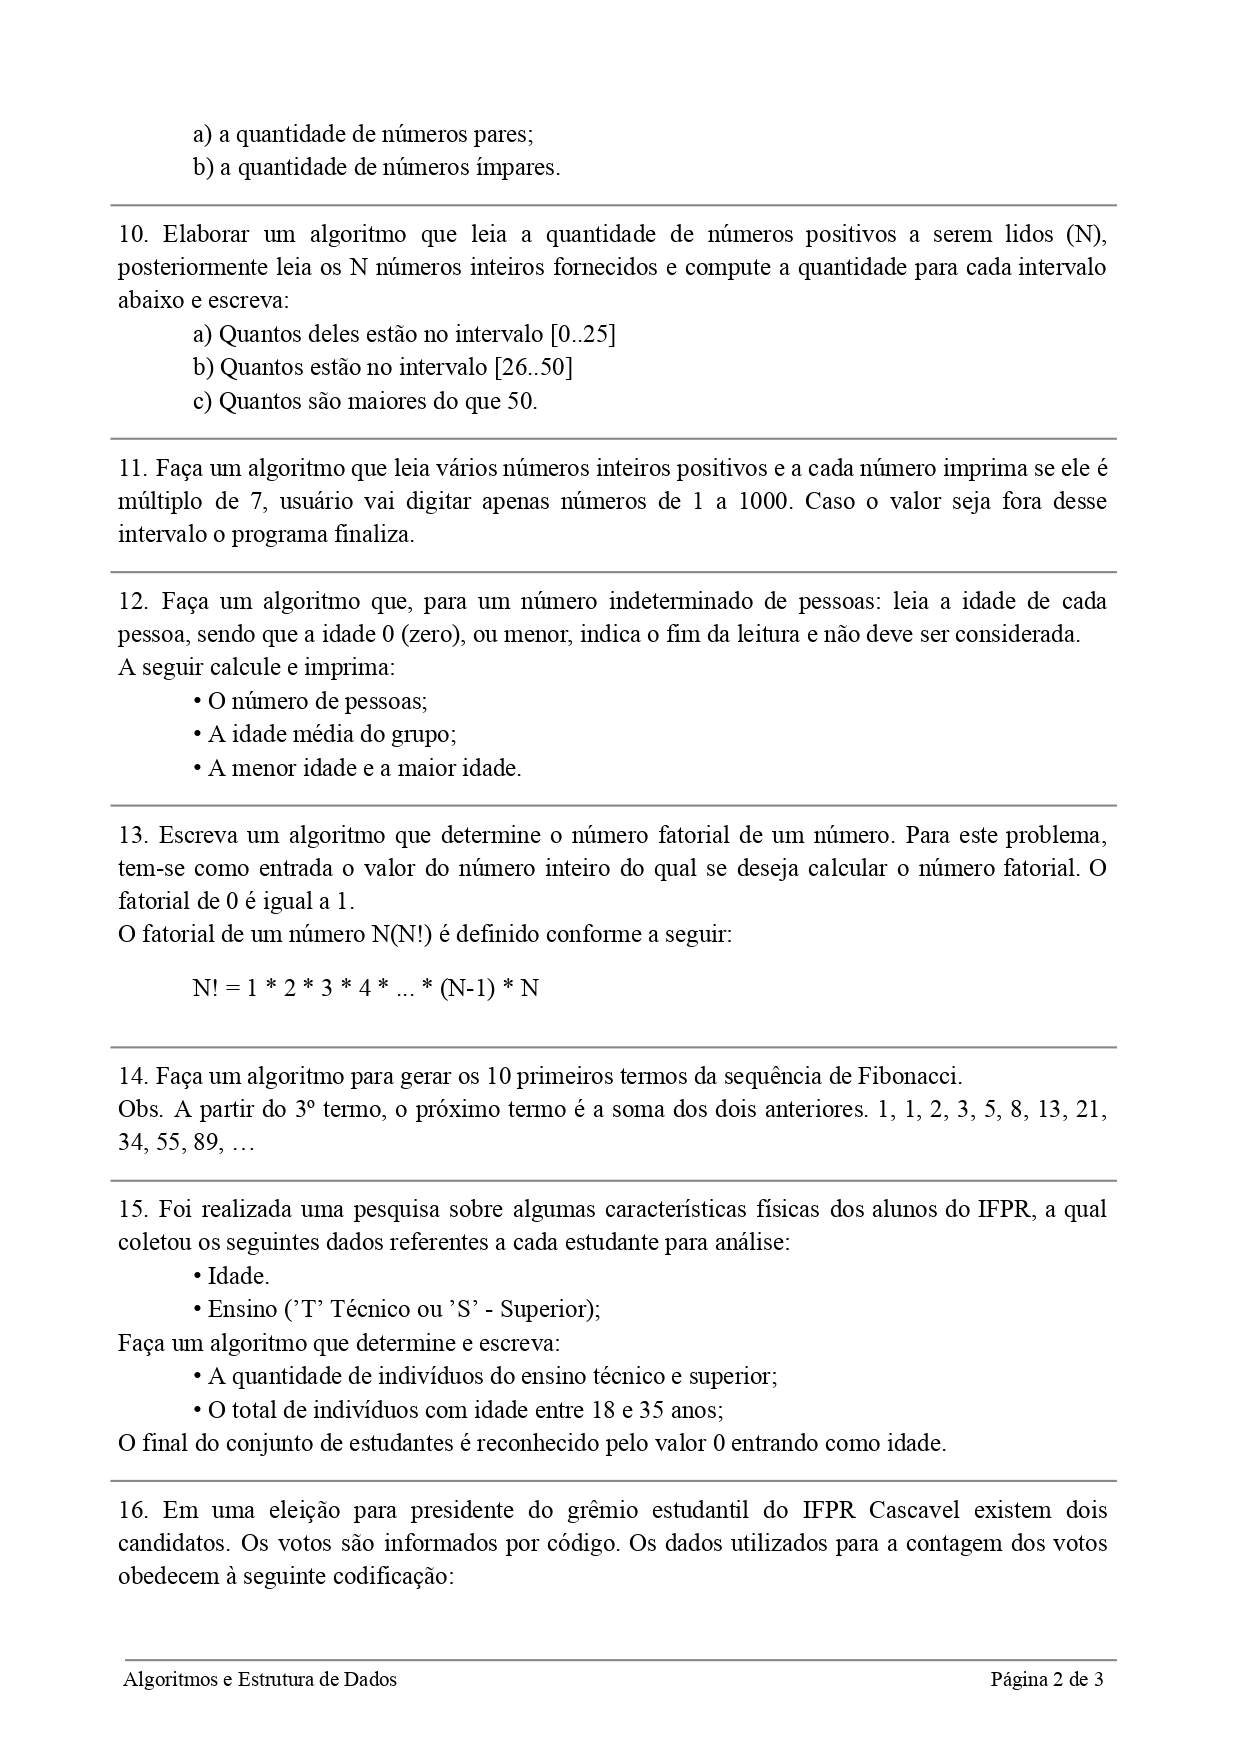 a) a quantidade de números pares;
b) a quantidade de números ímpares.
10. Elaborar um algoritmo que leia a quantidade de números positivos a serem lidos (N),
posteriormente leia os N números inteiros fornecidos e compute a quantidade para cada intervalo
abaixo e escreva:
a) Quantos deles estão no intervalo [0..25]
b) Quantos estão no intervalo [26..50]
c) Quantos são maiores do que 50.
11. Faça um algoritmo que leia vários números inteiros positivos e a cada número imprima se ele é
múltiplo de 7, usuário vai digitar apenas números de 1 a 1000. Caso o valor seja fora desse
intervalo o programa finaliza.
12. Faça um algoritmo que, para um número indeterminado de pessoas: leia a idade de cada
pessoa, sendo que a idade 0 (zero), ou menor, indica o fim da leitura e não deve ser considerada.
A seguir calcule e imprima:
• O número de pessoas;
• A idade média do grupo;
• A menor idade e a maior idade.
13. Escreva um algoritmo que determine o número fatorial de um número. Para este problema,
tem-se como entrada o valor do número inteiro do qual se deseja calcular o número fatorial. O
fatorial de 0 é igual a 1.
O fatorial de um número N(N!) é definido conforme a seguir:
N! = 1 * 2 * 3 * 4 * ... * (N-1) * N
14. Faça um algoritmo para gerar os 10 primeiros termos da sequência de Fibonacci.
Obs. A partir do 3º termo, o próximo termo é a soma dos dois anteriores. 1, 1, 2, 3, 5, 8, 13, 21,
34, 55, 89, …
15. Foi realizada uma pesquisa sobre algumas características físicas dos alunos do IFPR, a qual
coletou os seguintes dados referentes a cada estudante para análise:
• Idade.
• Ensino (’T’ Técnico ou ’S’ - Superior);
Faça um algoritmo que determine e escreva:
• A quantidade de indivíduos do ensino técnico e superior;
• O total de indivíduos com idade entre 18 e 35 anos;
O final do conjunto de estudantes é reconhecido pelo valor 0 entrando como idade.
16. Em uma eleição para presidente do grêmio estudantil do IFPR Cascavel existem dois
candidatos. Os votos são informados por código. Os dados utilizados para a contagem dos votos
obedecem à seguinte codificação:
Algoritmos e Estrutura de Dados
Página 2 de 3